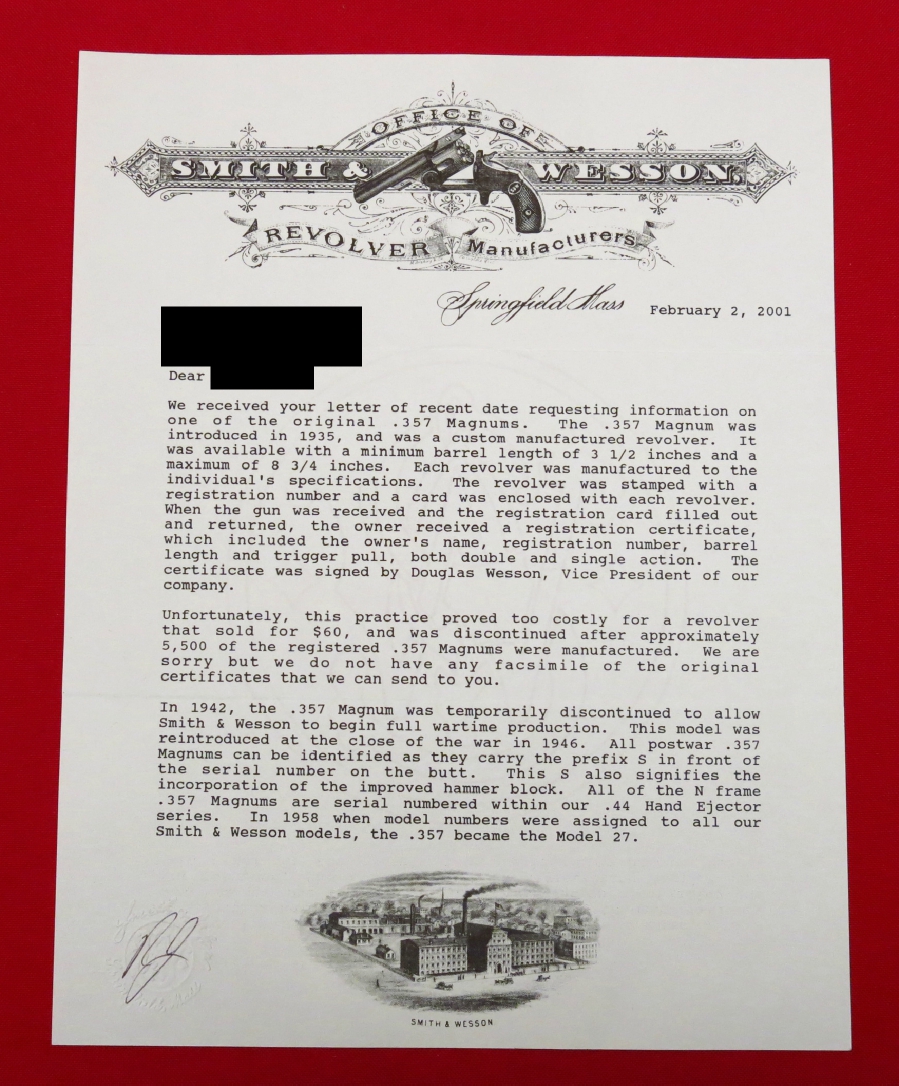 OFFICE OF
SMITH & WESSON,
REVOLVER Manufacturers
Springfield Mass
February 2, 2001
Dear
We received your letter of recent date requesting information on
one of the original .357 Magnums. The .357 Magnum was
introduced in 1935, and was a custom manufactured revolver. It
was available with a minimum barrel length of 3 1/2 inches and a
maximum of 8 3/4 inches. Each revolver was manufactured to the
individual's specifications. The revolver was stamped with a
registration number and a card was enclosed with each revolver.
When the gun was received and the registration card filled out
and returned, the owner received a registration certificate,
which included the owner's name, registration number, barrel
length and trigger pull, both double and single action. The
certificate was signed by Douglas Wesson, Vice President of our
company.
Unfortunately, this practice proved too costly for a revolver
that sold for $60, and was discontinued after approximately
5,500 of the registered .357 Magnums were manufactured. We are
sorry but we do not have any facsimile of the original
certificates that we can send to you.
In 1942, the .357 Magnum was temporarily discontinued to allow
Smith & Wesson to begin full wartime production. This model was
reintroduced at the close of the war in 1946. All postwar .357
Magnums can be identified as they carry the prefix S in front of
the serial number on the butt. This S also signifies the
incorporation of the improved hammer block. All of the N frame
.357 Magnums are serial numbered within our .44 Hand Ejector
series. In 1958 when model numbers were assigned to all our
Smith & Wesson models, the .357 became the Model 27.
SMITH & WESSON